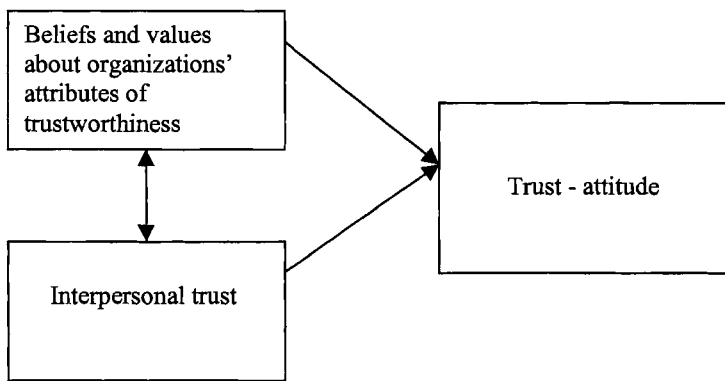 Beliefs and values
about organizations’
attributes of
trustworthiness
Trust - attitude
Interpersonal trust